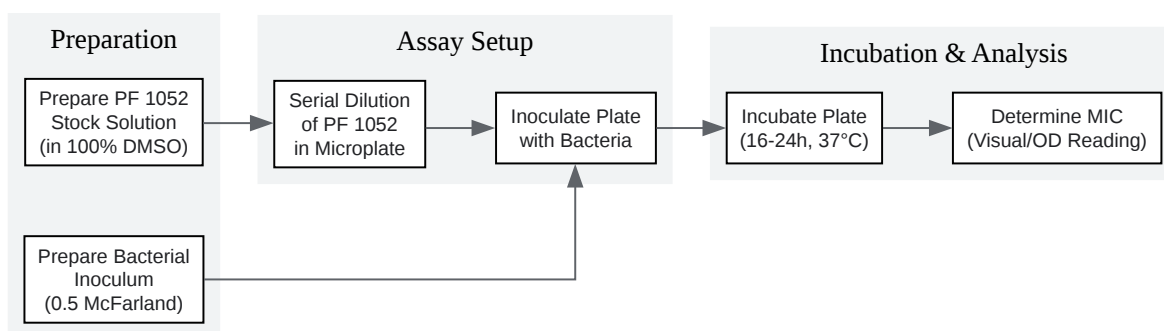 Preparation
Prepare PF 1052
Stock Solution
(in 100% DMSO)
Prepare Bacterial
Inoculum
(0.5 McFarland)
Assay Setup
Serial Dilution
of PF 1052
in Microplate
Inoculate Plate
with Bacteria
Incubation & Analysis
Incubate Plate
(16-24h, 37°C)
Determine MIC
(Visual/OD Reading)